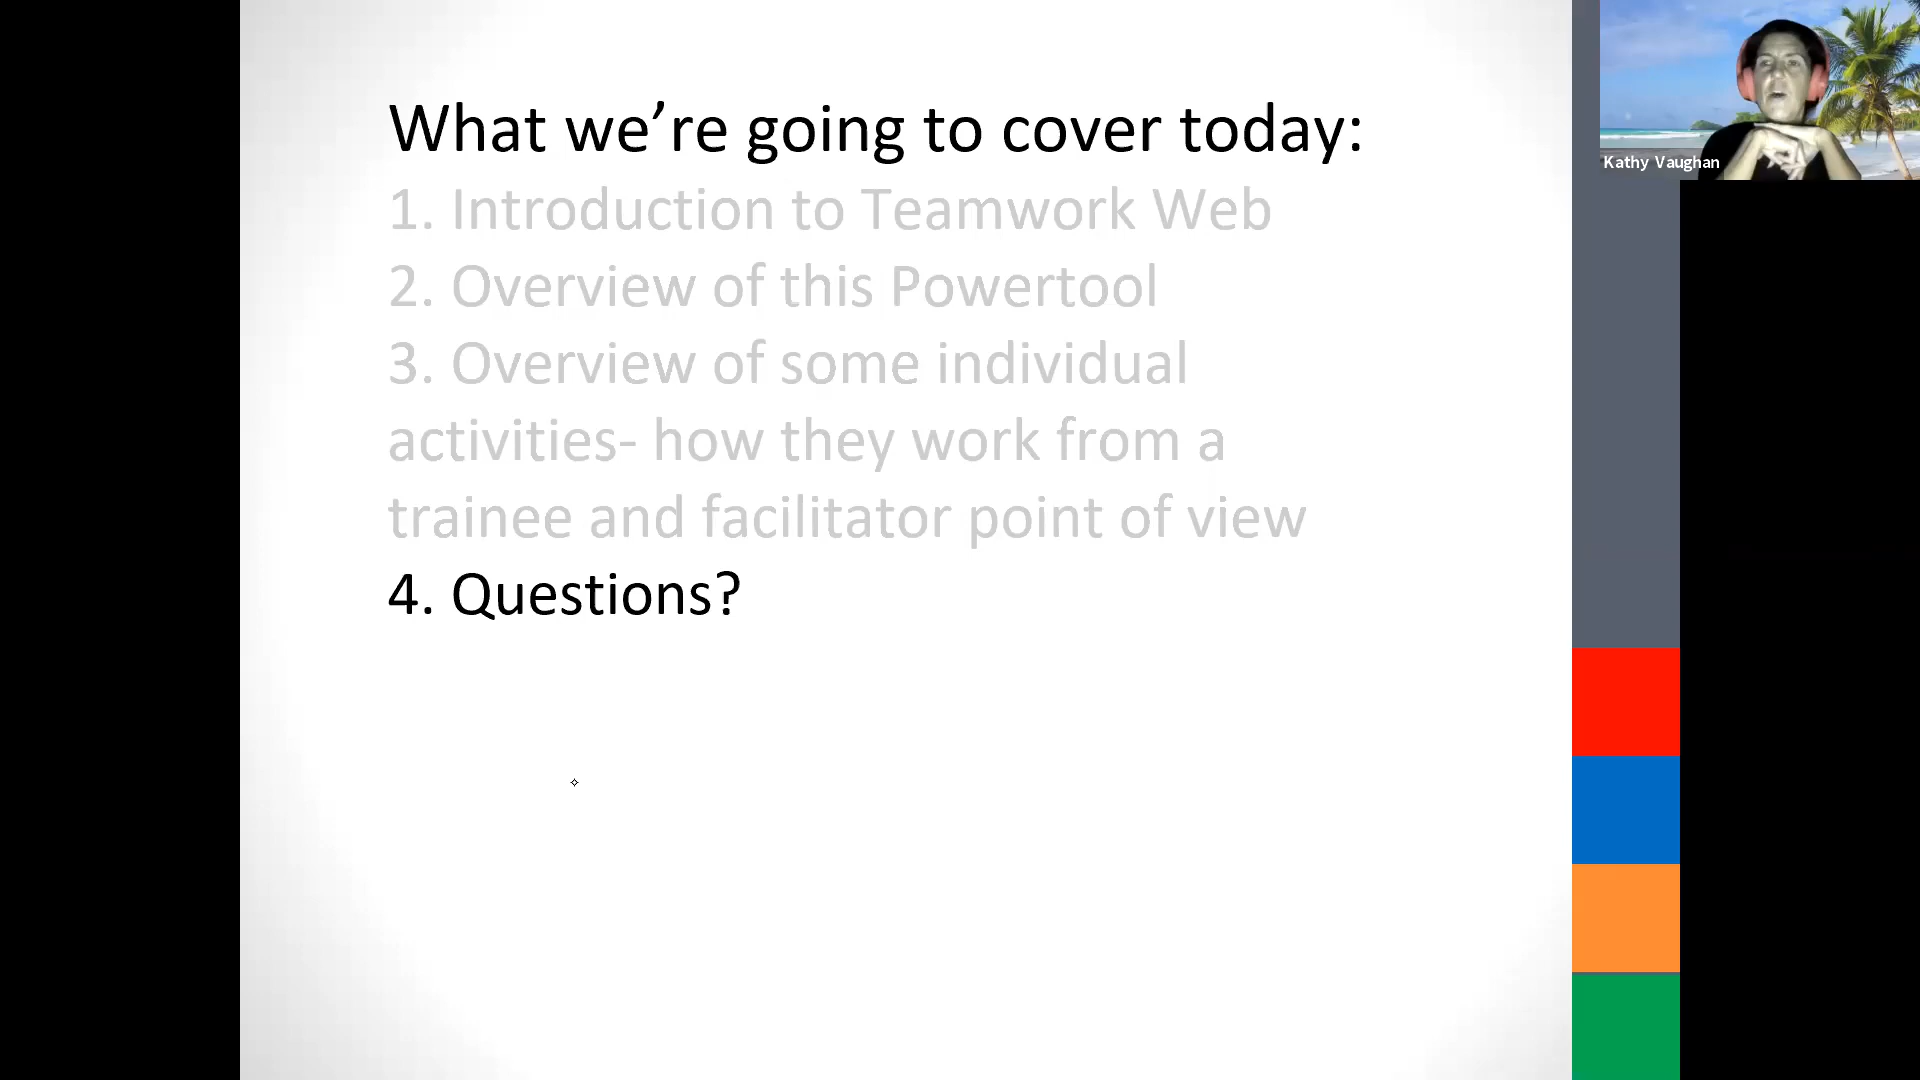 What we’re going to cover today:
1. Introduction to Teamwork Web
2. Overview of this Powertool
3. Overview of some individual
activities- how they work from a
trainee and facilitator point of view
4. Questions?
Kathy Vaughan